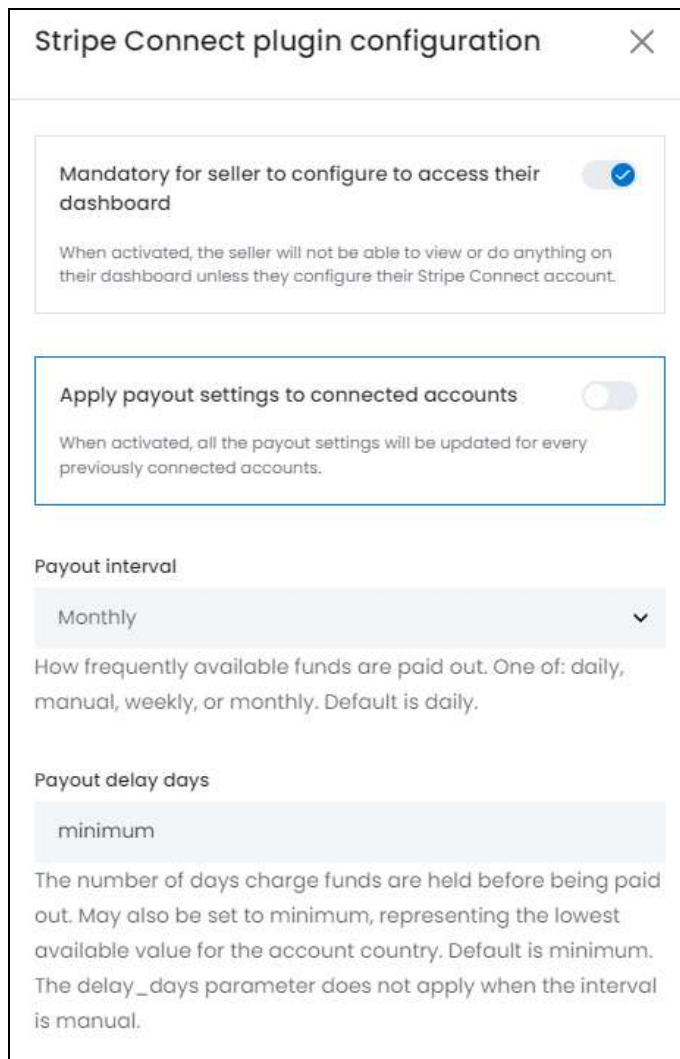 Stripe Connect plugin configuration
Mandatory for seller to configure to access their
dashboard
When activated, the seller will not be able to view or do anything on
their dashboard unless they configure their Stripe Connect account.
Apply payout settings to connected accounts
When activated, all the payout settings will be updated for every
previously connected accounts.
Payout interval
Monthly
How frequently available funds are paid out. One of: daily,
manual, weekly, or monthly. Default is daily.
Payout delay days
minimum
The number of days charge funds are held before being paid
out. May also be set to minimum, representing the lowest
available value for the account country. Default is minimum.
The delay_days parameter does not apply when the interval
is manual.